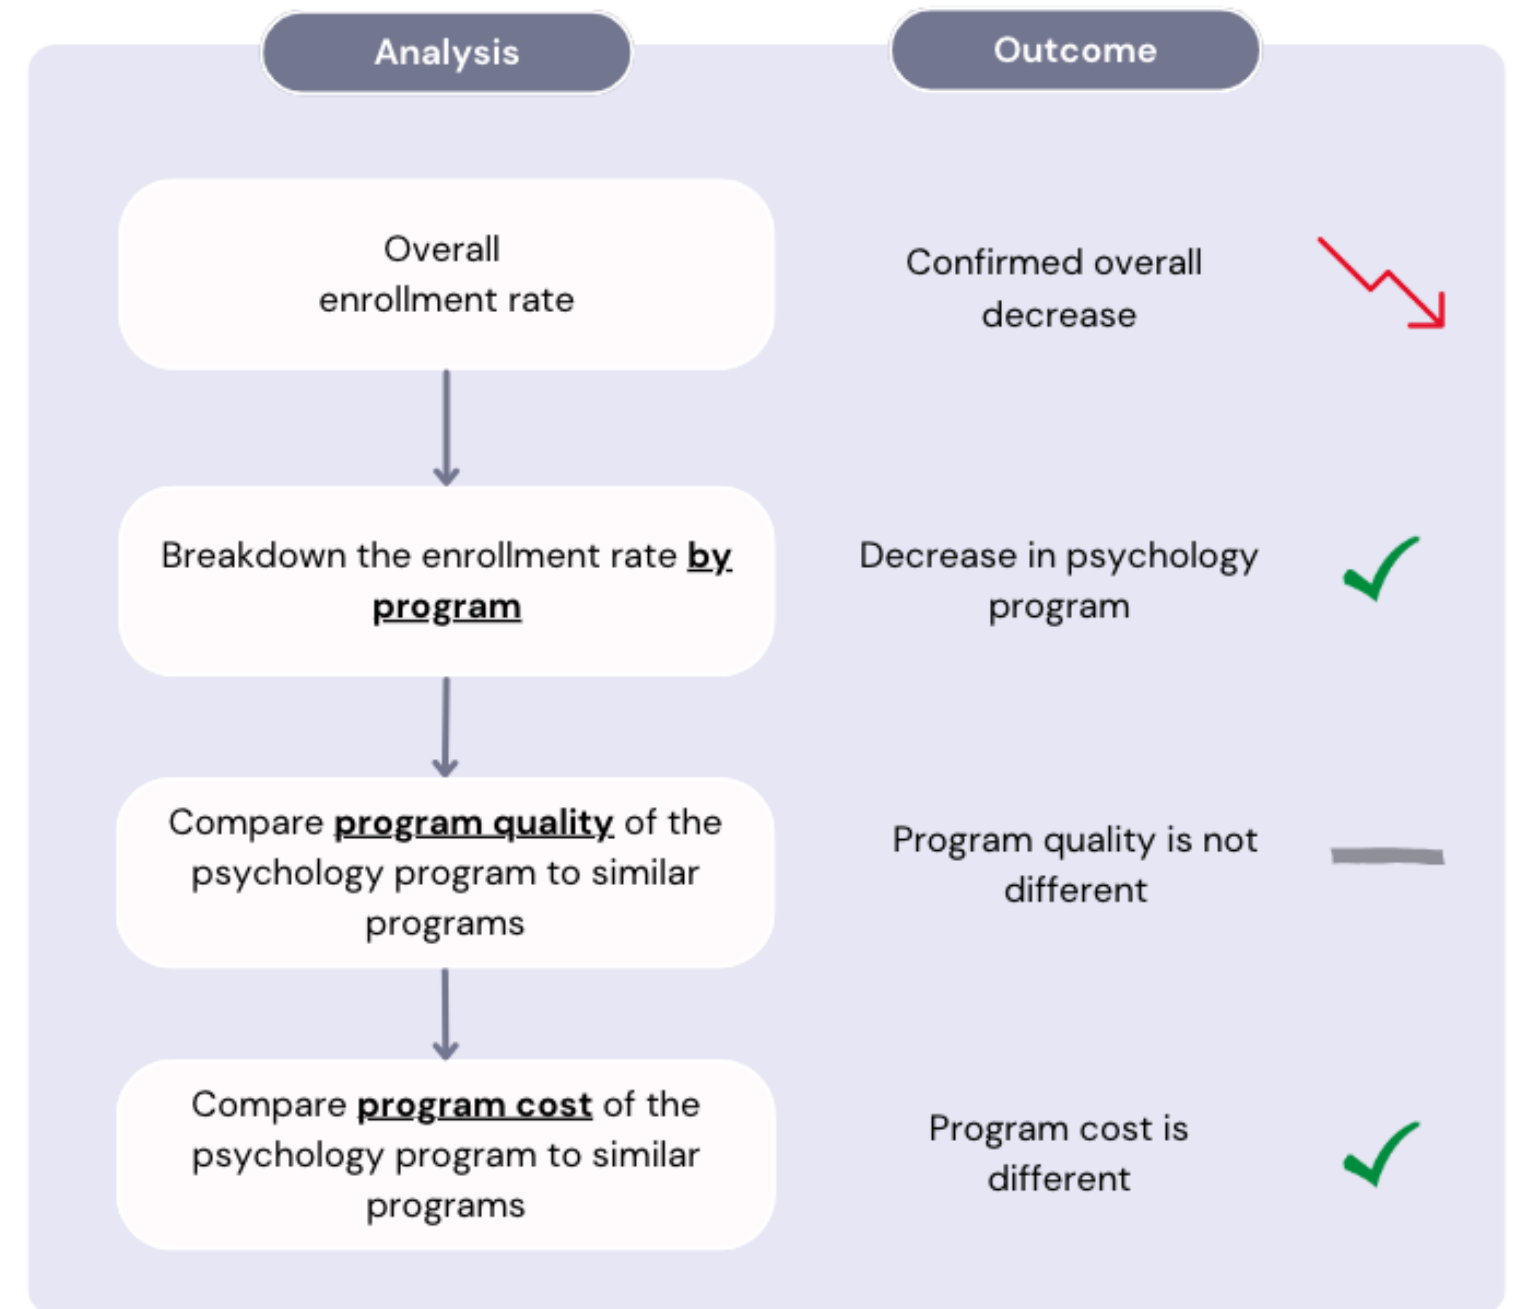 Analysis
Outcome
Overall
enrollment rate
Confirmed overall
decrease
Breakdown the enrollment rate by
program
Decrease in psychology
program
Compare program quality of the
psychology program to similar
programs
Program quality is not
different
Compare program cost of the
psychology program to similar
programs
Program cost is
different